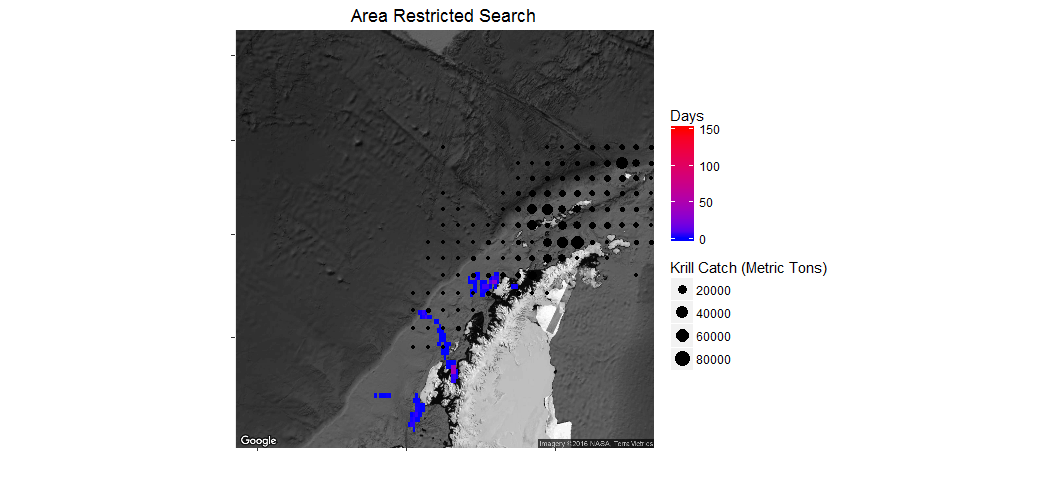 Area Restricted Search
Days
150
100
50
0
Krill Catch (Metric Tons)
20000
40000
60000
80000
Google
Imagery ©2016 NASA, TerraMetrics